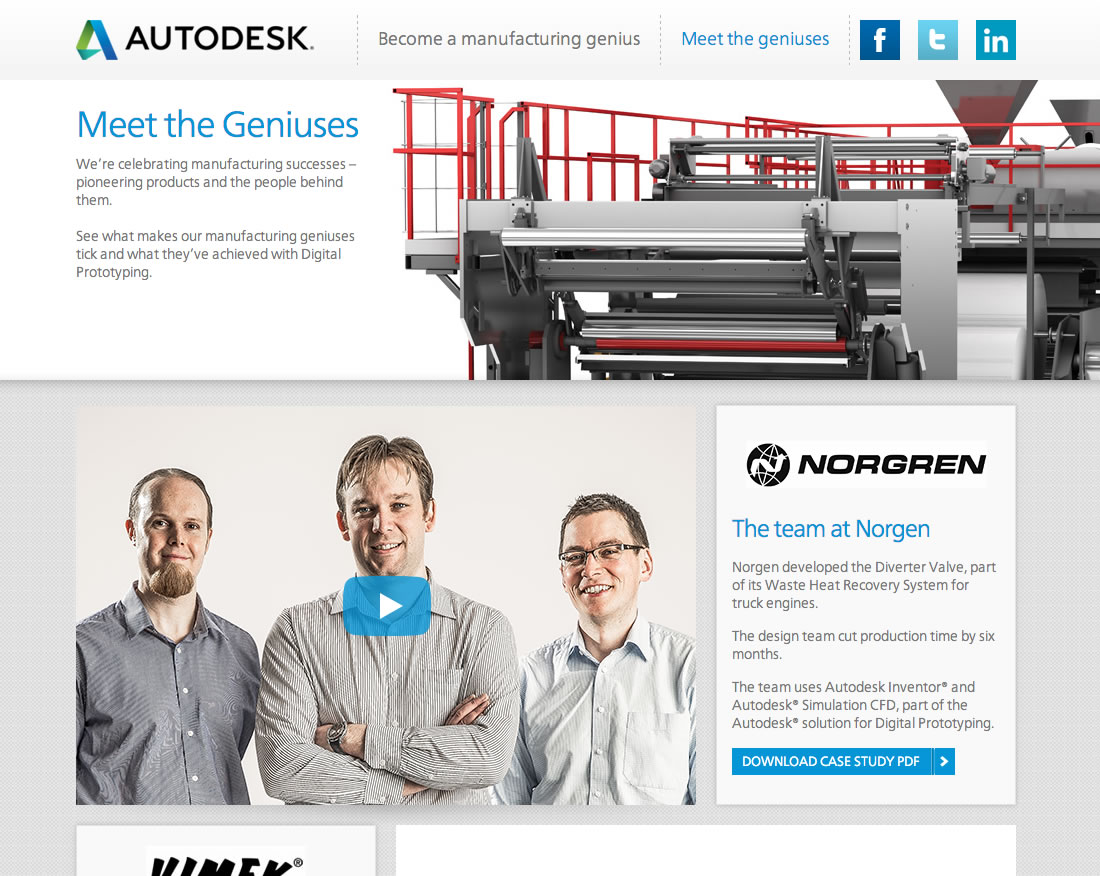 AUTODESK.
Become a manufacturing genius
Meet the geniuses
f
t
in
Meet the Geniuses
We're celebrating manufacturing successes –
pioneering products and the people behind
them.
See what makes our manufacturing geniuses
tick and what they've achieved with Digital
Prototyping.
NORGREN
The team at Norgen
Norgen developed the Diverter Valve, part
of its Waste Heat Recovery System for
truck engines.
The design team cut production time by six
months.
The team uses Autodesk Inventor® and
Autodesk® Simulation CFD, part of the
Autodesk® solution for Digital Prototyping.
DOWNLOAD CASE STUDY PDF
VIMEK®